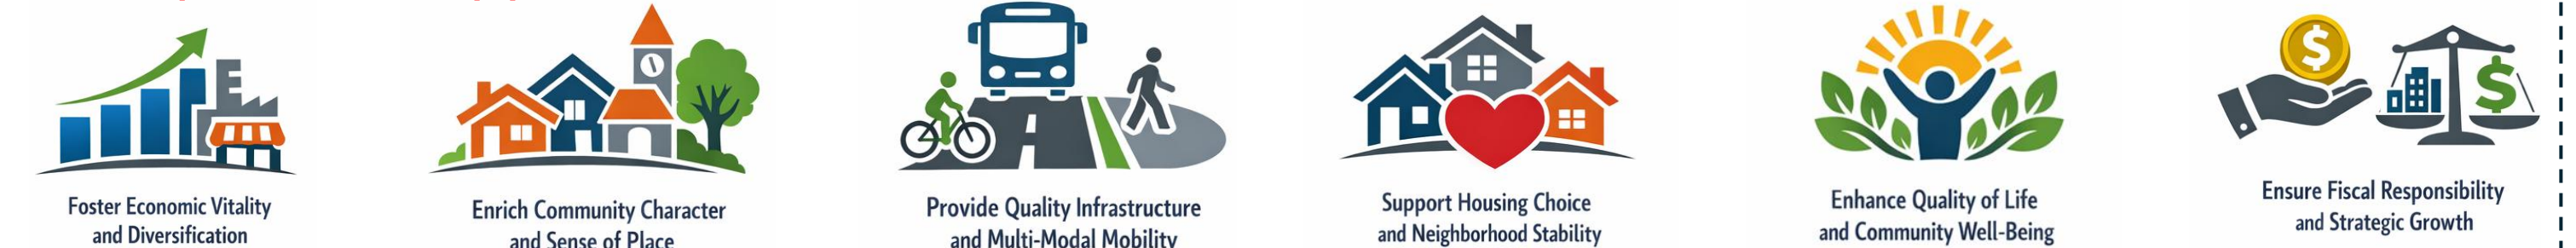 Foster Economic Vitality
and Diversification
Enrich Community Character
and Sense of Place
Provide Quality Infrastructure
and Multi-Modal Mobility
Support Housing Choice
and Neighborhood Stability
Enhance Quality of Life
and Community Well-Being
$
$
Ensure Fiscal Responsibility
and Strategic Growth